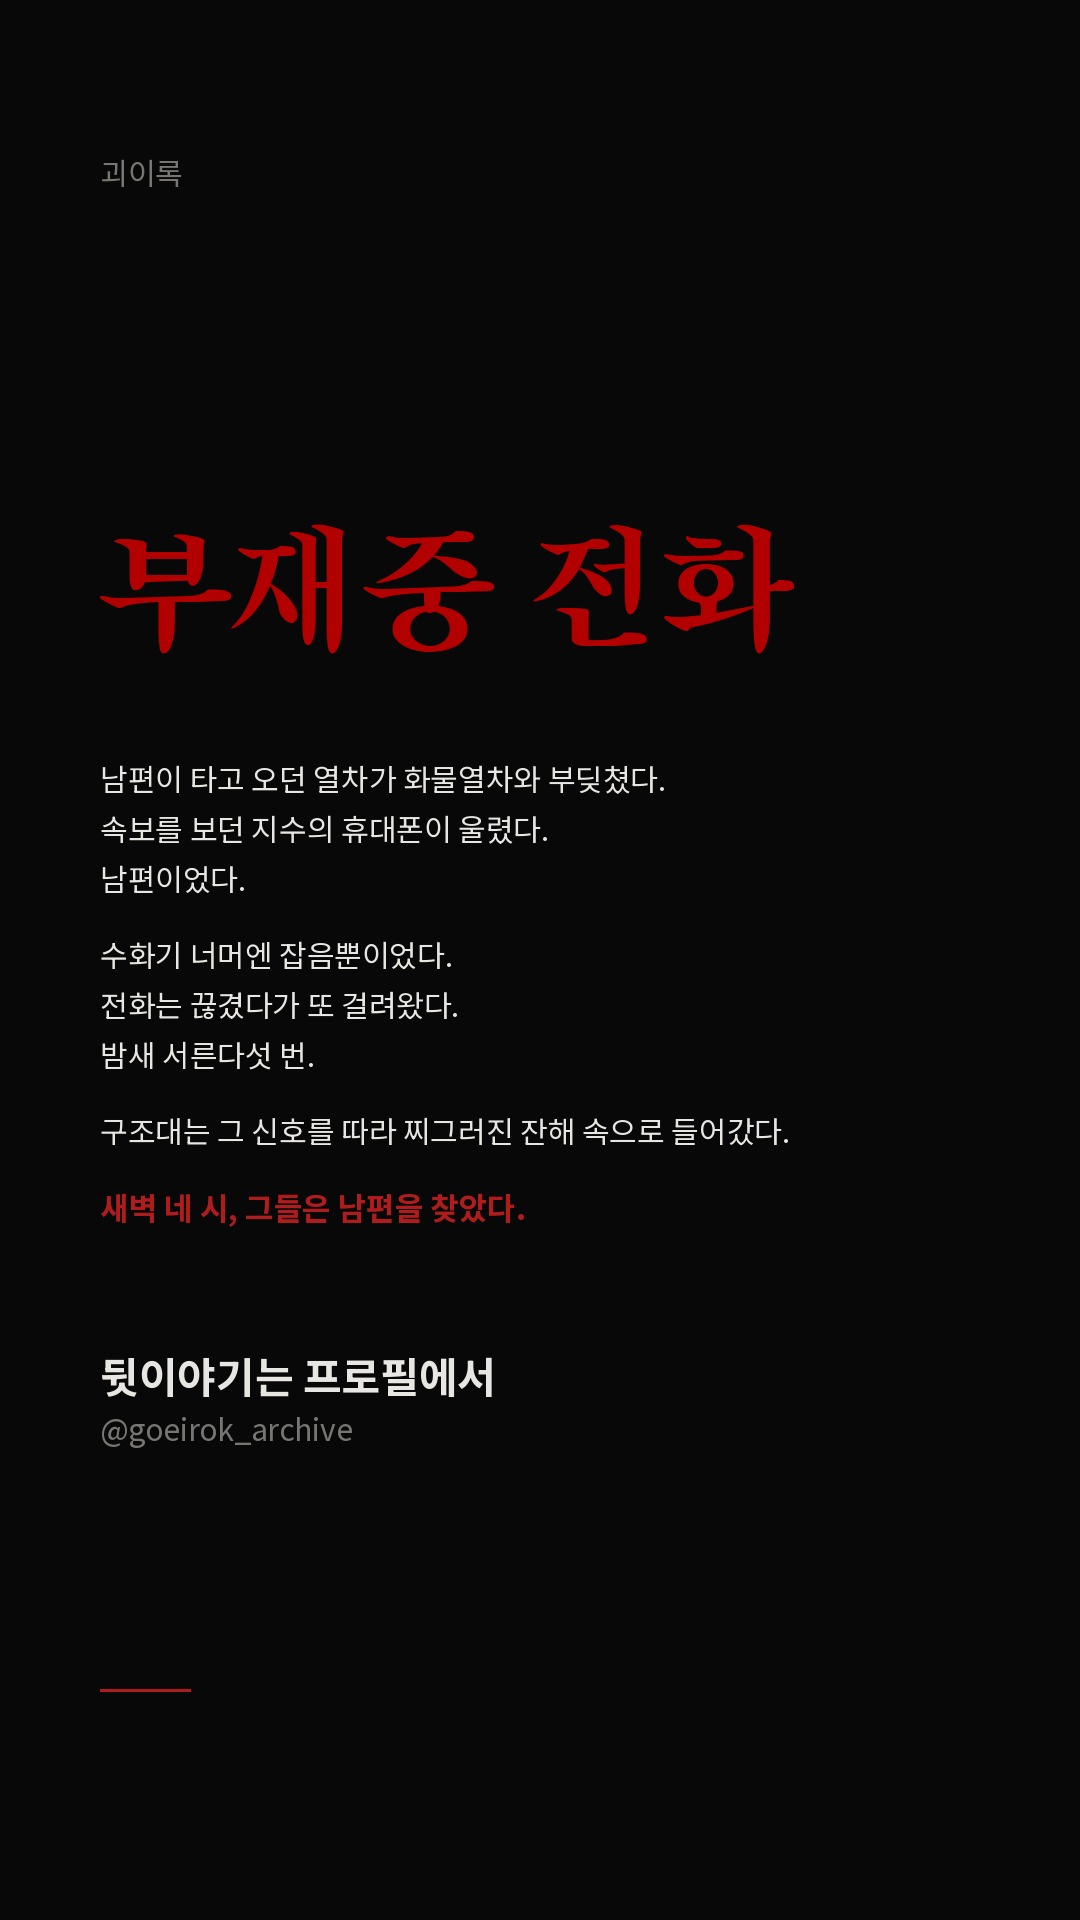 괴이록
부재중 전화
남편이 타고 오던 열차가 화물열차와 부딪쳤다.
속보를 보던 지수의 휴대폰이 울렸다.
남편이었다.
수화기 너머엔 잡음뿐이었다.
전화는 끊겼다가 또 걸려왔다.
밤새 서른다섯 번.
구조대는 그 신호를 따라 찌그러진 잔해 속으로 들어갔다.
새벽 네 시, 그들은 남편을 찾았다.
뒷이야기는 프로필에서
@goeirok_archive